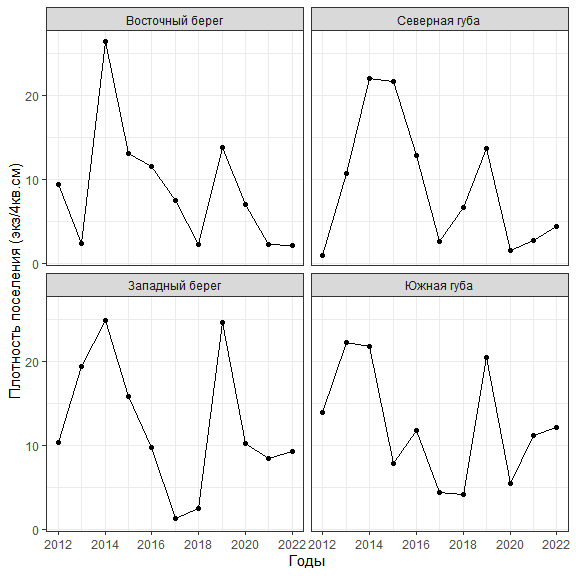 Восточный берег
Северная губа
20
10
0
Западный берег
Южная губа
20
10
0
2012 2014 2016 2018 2020 2022
2012 2014 2016 2018 2020 2022
Годы
Плотность поселения (экз/4кв.см)